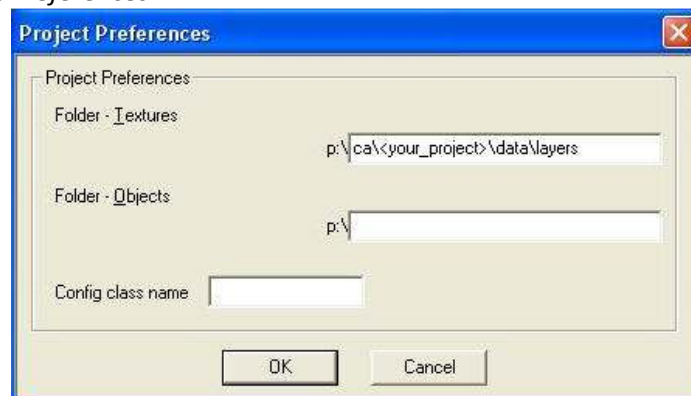 Project Preferences
Project Preferences
Folder - Textures
p:\ca\<your_project>\data\layers
Folder - Objects
p:\
Config class name
OK
Cancel